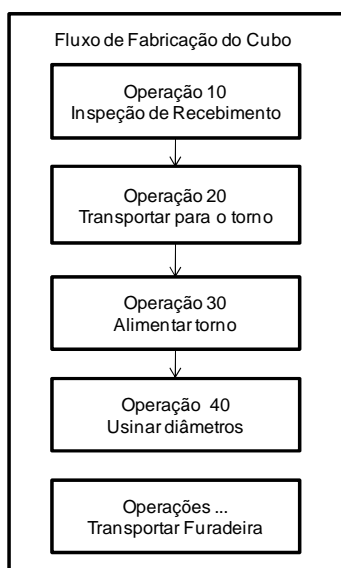 Fluxo de Fabricação do Cubo
Operação 10
Inspeção de Recebimento
Operação 20
Transportar para o torno
Operação 30
Alimentar torno
Operação 40
Usinar diâmetros
Operações ...
Transportar Furadeira